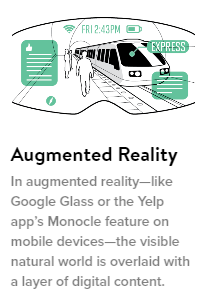 FRI 2:43PM
EXPRESS
Augmented Reality
In augmented reality—like
Google Glass or the Yelp
app's Monocle feature on
mobile devices—the visible
natural world is overlaid with
a layer of digital content.